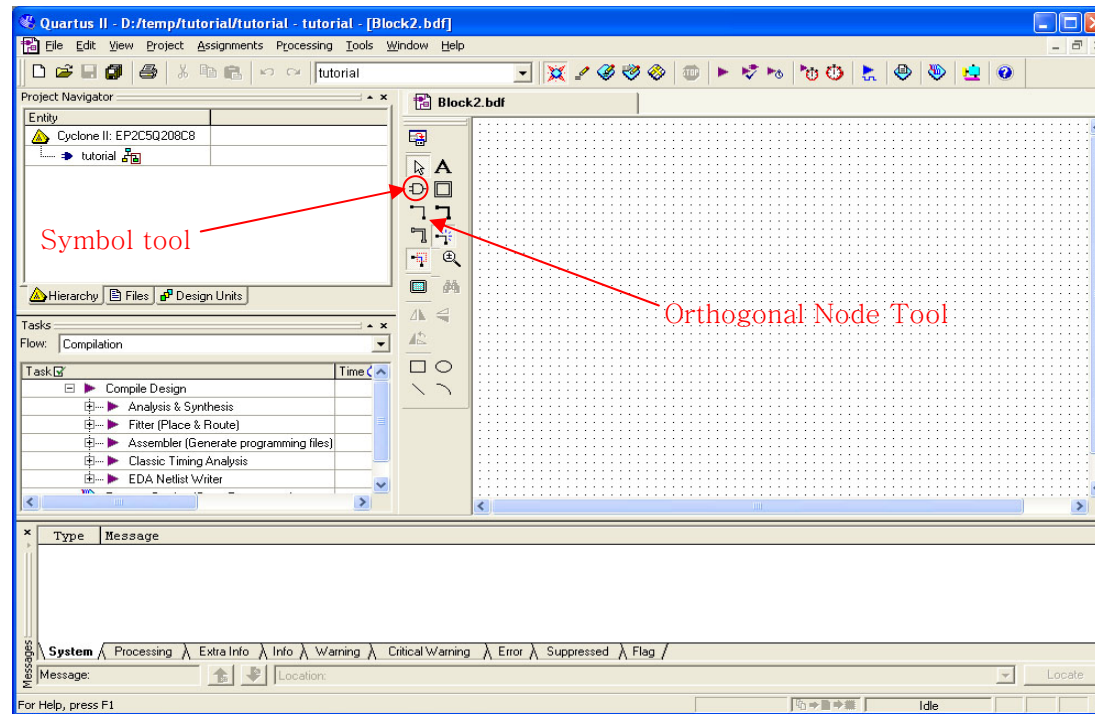 Quartus II - D:/temp/tutorial/tutorial - tutorial - [Block2.bdf]
File Edit View Project Assignments Processing Tools Window Help
tutorial
Project Navigator
Block2.bdf
Entity
Cyclone II: EP2C5Q208C8
tutorial
A
Symbol tool
Orthogonal Node Tool
Hierarchy Files Design Units
Tasks
Flow: Compilation
Task Time
Compile Design
Analysis & Synthesis
Fitter (Place & Route)
Assembler (Generate programming files)
Classic Timing Analysis
EDA Netlist Writer
Type Message
System Processing Extra Info Info Warning Critical Warning Error Suppressed Flag
Messages
Message: Location: Locate
For Help, press F1 Idle